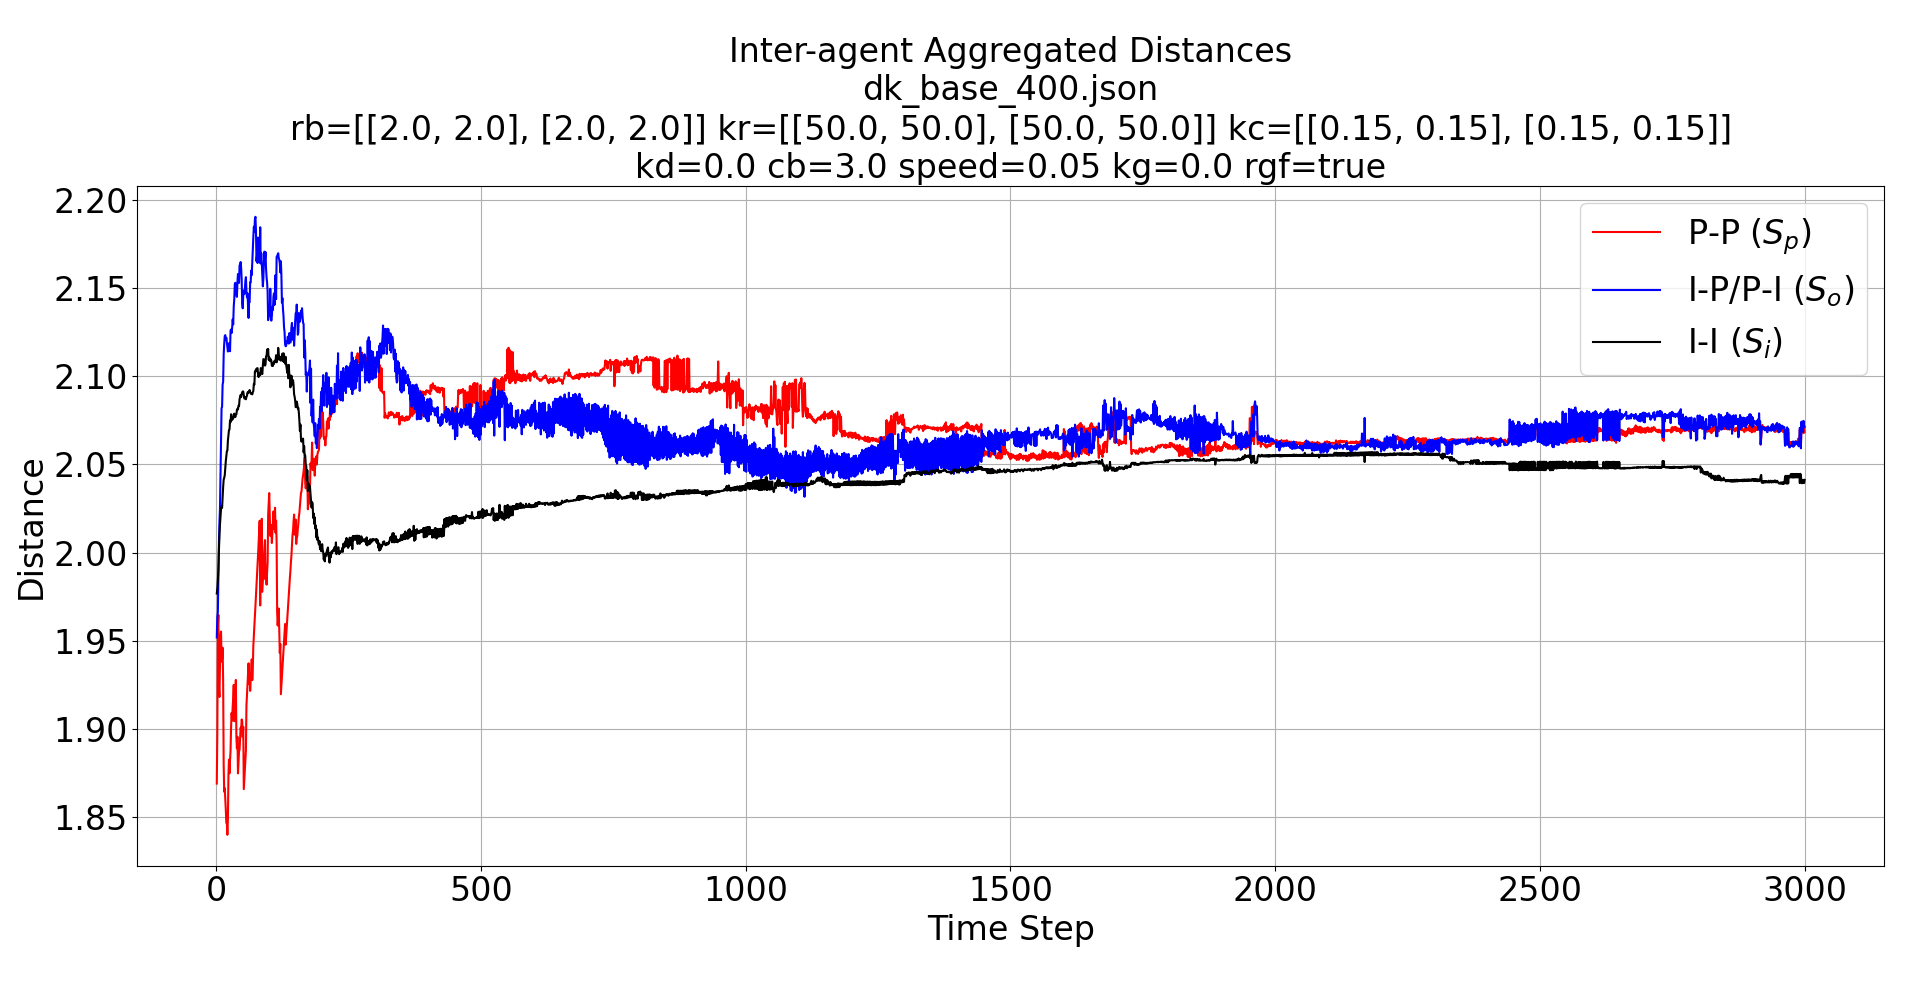 Inter-agent Aggregated Distances
dk_base_400.json
rb=[[2.0, 2.0], [2.0, 2.0]] kr=[[50.0, 50.0], [50.0, 50.0]] kc=[[0.15, 0.15], [0.15, 0.15]]
kd=0.0 cb=3.0 speed=0.05 kg=0.0 rgf=true
2.20
2.15
2.10
2.05
2.00
1.95
1.90
1.85
Distance
P-P (Sp)
I-P/P-I (So)
I-I (Si)
0 500 1000 1500 2000 2500 3000
Time Step